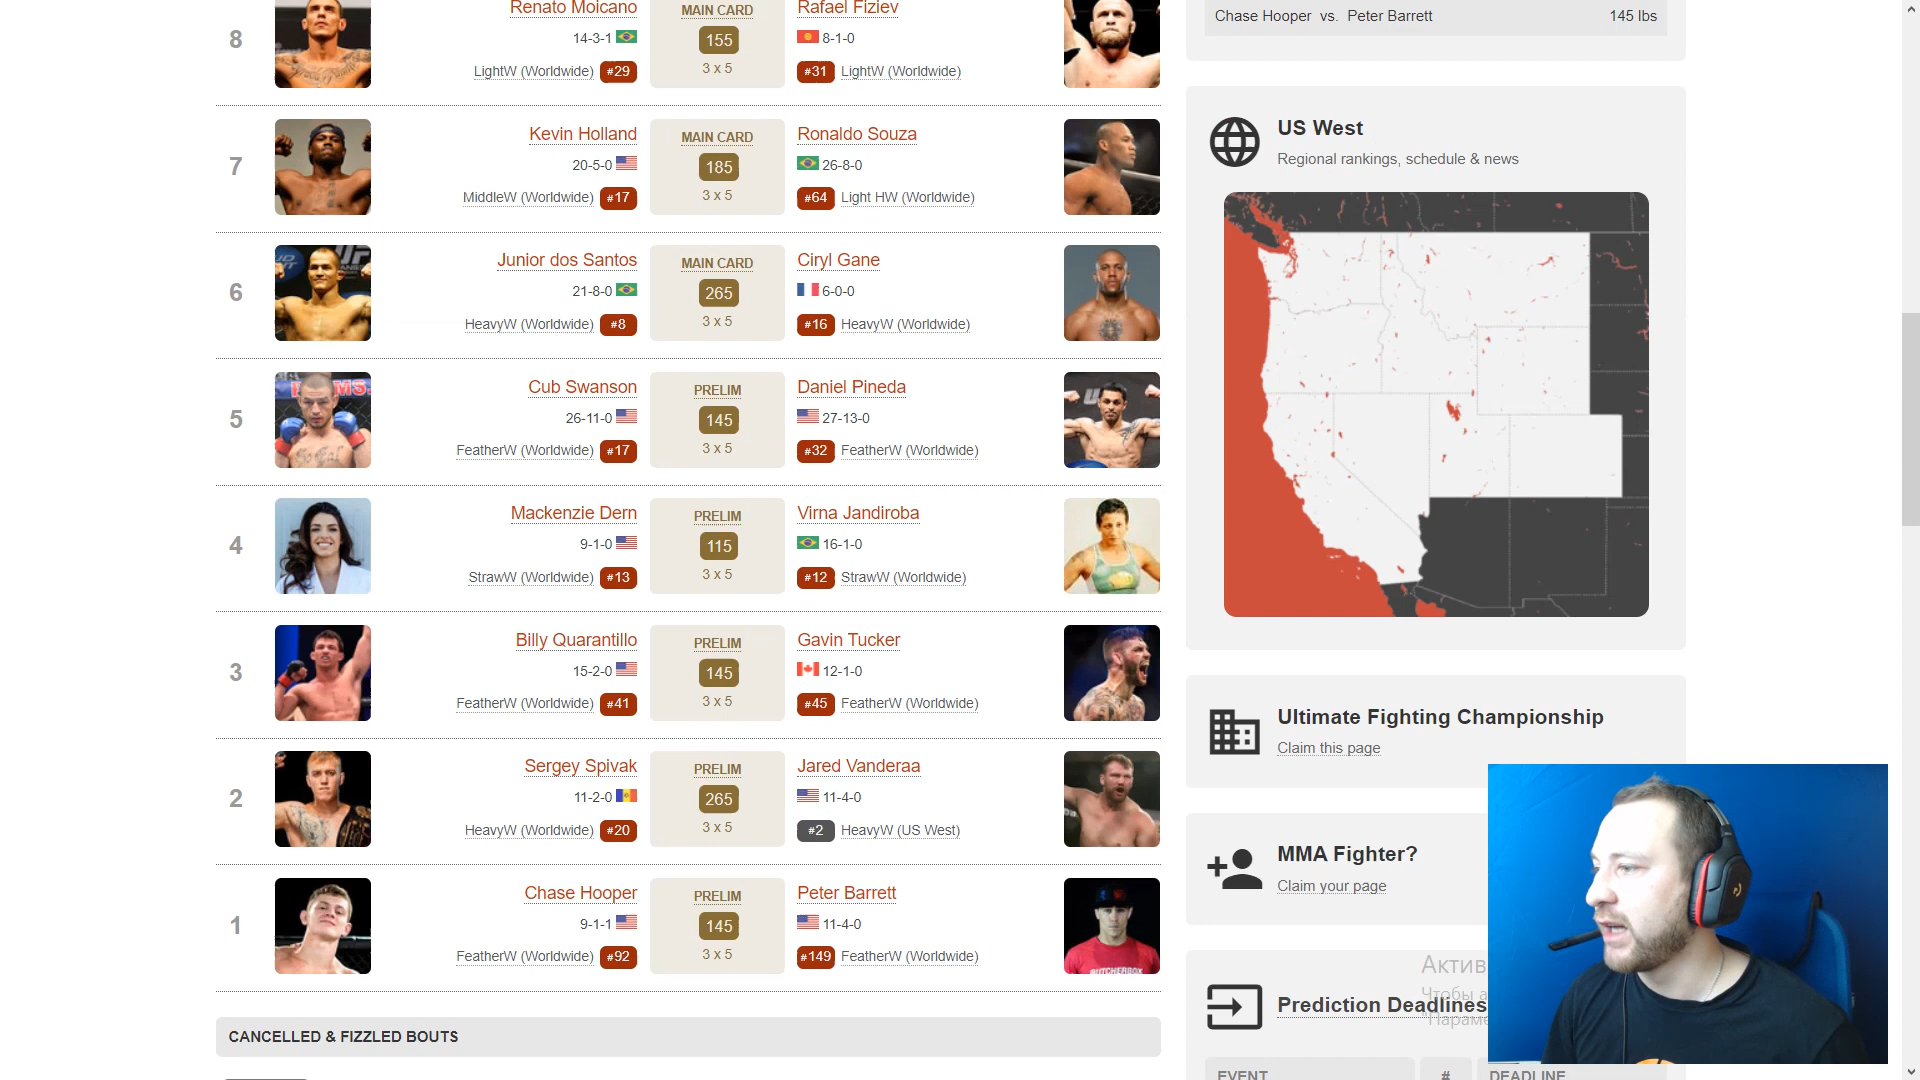 8
Renato Moicano
14-3-1
LightW (Worldwide) #29
MAIN CARD
155
3 x 5
Rafael Fiziev
8-1-0
#31 LightW (Worldwide)
7
Kevin Holland
20-5-0
MiddleW (Worldwide) #17
MAIN CARD
185
3 x 5
Ronaldo Souza
26-8-0
#64 Light HW (Worldwide)
6
Junior dos Santos
21-8-0
HeavyW (Worldwide) #8
MAIN CARD
265
3 x 5
Ciryl Gane
6-0-0
#16 HeavyW (Worldwide)
5
Cub Swanson
26-11-0
FeatherW (Worldwide) #17
PRELIM
145
3 x 5
Daniel Pineda
27-13-0
#32 FeatherW (Worldwide)
4
Mackenzie Dern
9-1-0
StrawW (Worldwide) #13
PRELIM
115
3 x 5
Virna Jandiroba
16-1-0
#12 StrawW (Worldwide)
3
Billy Quarantillo
15-2-0
FeatherW (Worldwide) #41
PRELIM
145
3 x 5
Gavin Tucker
12-1-0
#45 FeatherW (Worldwide)
2
Sergey Spivak
11-2-0
HeavyW (Worldwide) #20
PRELIM
265
3 x 5
Jared Vanderaa
11-4-0
#2 HeavyW (US West)
1
Chase Hooper
9-1-1
FeatherW (Worldwide) #92
PRELIM
145
3 x 5
Peter Barrett
11-4-0
#149 FeatherW (Worldwide)
BUTCHERBOX
CANCELLED & FIZZLED BOUTS
Chase Hooper vs. Peter Barrett 145 lbs
US West
Regional rankings, schedule & news
Ultimate Fighting Championship
Claim this page
MMA Fighter?
Claim your page
Актив
Чтобы а
"Параме
Prediction Deadlines
EVENT # DEADLINE